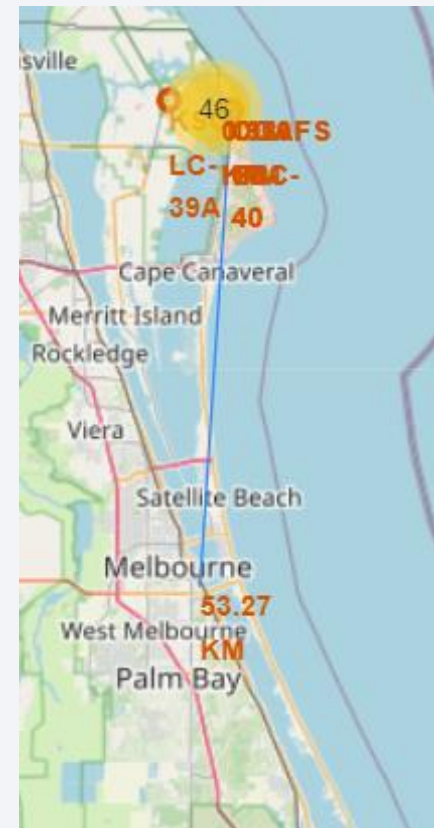 sville
46
LC-
39A
40
Cape Canaveral
Merritt Island
Rockledge
Viera
Satellite Beach
Melbourne
53.27
West Melbourne
KM
Palm Bay